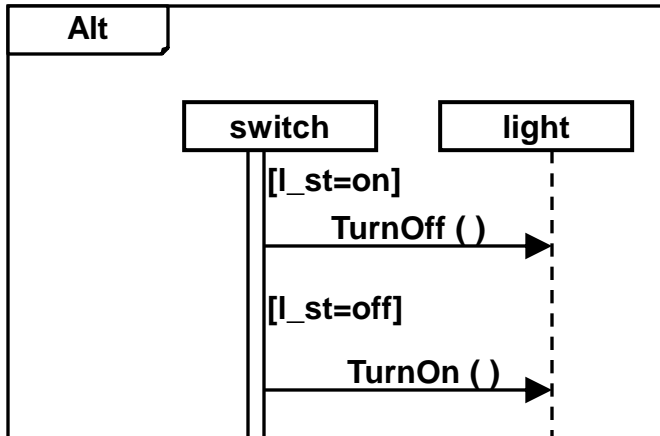 Alt
switch
light
[l_st=on]
TurnOff ( )
[l_st=off]
TurnOn ( )